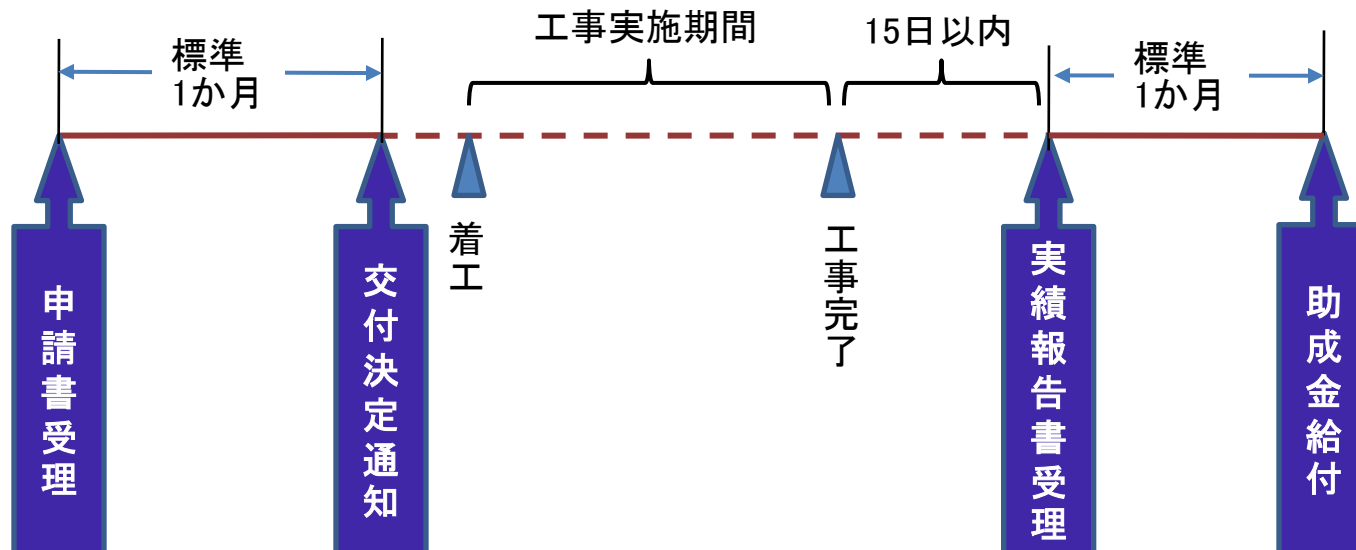 標準
1か月
工事実施期間
15日以内
標準
1か月
申請書受理
交付決定通知
着工
工事完了
実績報告書受理
助成金給付